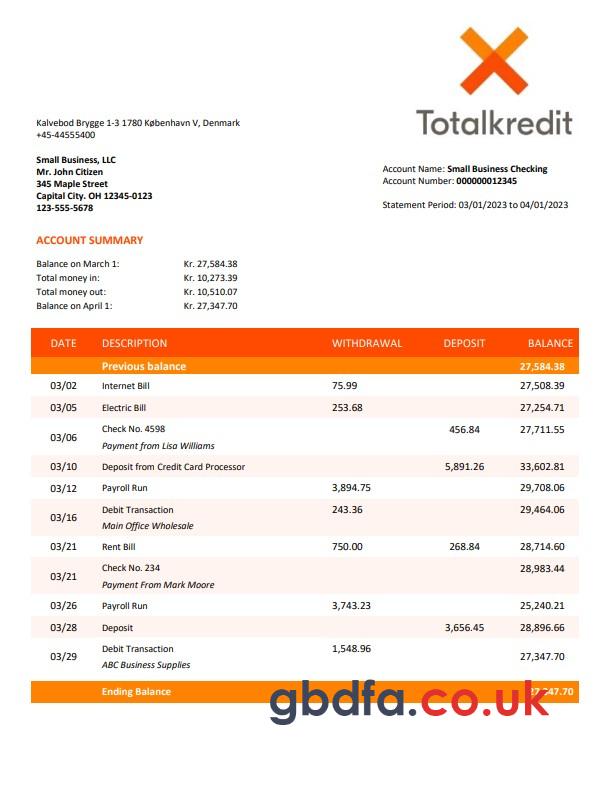 Totalkredit
Kalvebod Brygge 1-3 1780 København V, Denmark
+45-44555400
Small Business, LLC
Mr. John Citizen
345 Maple Street
Capital City. OH 12345-0123
123-555-5678
Account Name: Small Business Checking
Account Number: 000000012345
Statement Period: 03/01/2023 to 04/01/2023
ACCOUNT SUMMARY
Balance on March 1: Kr. 27,584.38
Total money in: Kr. 10,273.39
Total money out: Kr. 10,510.07
Balance on April 1: Kr. 27,347.70
DATE DESCRIPTION WITHDRAWAL DEPOSIT BALANCE
Previous balance 27,584.38
03/02 Internet Bill 75.99 27,508.39
03/05 Electric Bill 253.68 27,254.71
03/06 Check No. 4598 456.84 27,711.55
Payment from Lisa Williams
03/10 Deposit from Credit Card Processor 5,891.26 33,602.81
03/12 Payroll Run 3,894.75 29,708.06
03/16 Debit Transaction 243.36 29,464.06
Main Office Wholesale
03/21 Rent Bill 750.00 268.84 28,714.60
03/21 Check No. 234 28,983.44
Payment From Mark Moore
03/26 Payroll Run 3,743.23 25,240.21
03/28 Deposit 3,656.45 28,896.66
03/29 Debit Transaction 1,548.96 27,347.70
ABC Business Supplies
Ending Balance 27,347.70
gbdfa.co.uk